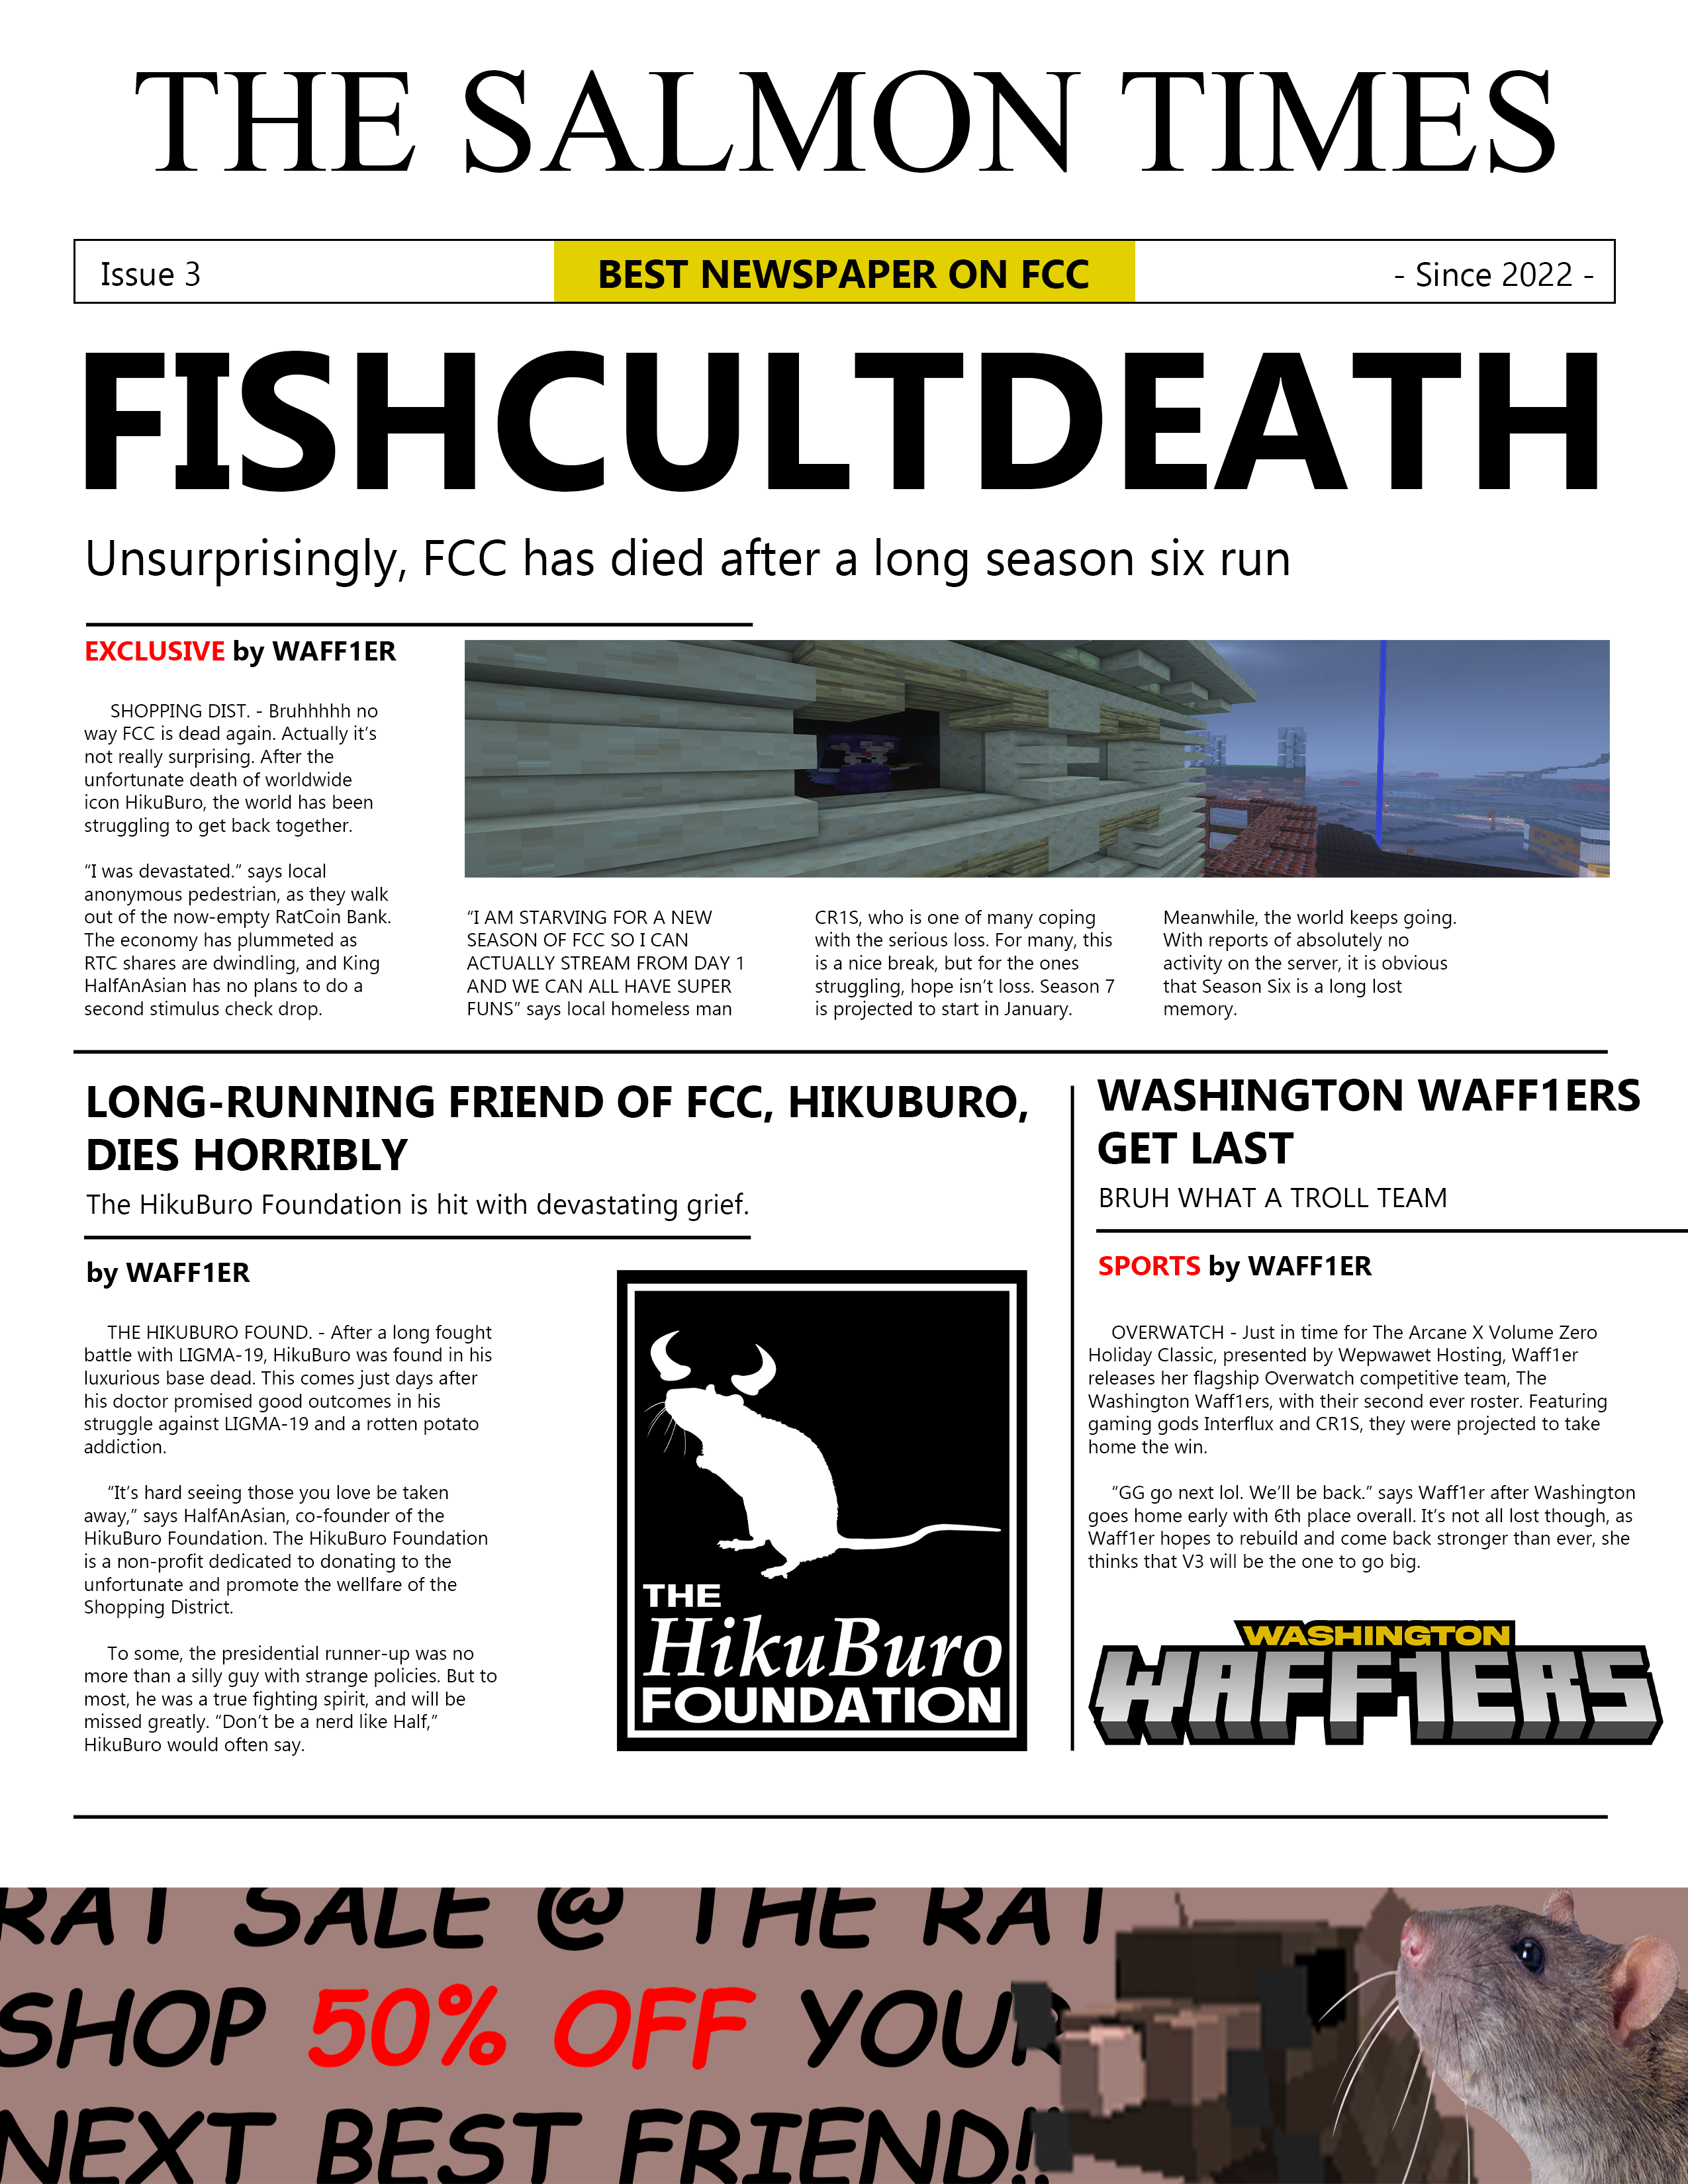 THE SALMON TIMES
Issue 3
BEST NEWSPAPER ON FCC
- Since 2022 -
FISHCULTDEATH
Unsurprisingly, FCC has died after a long season six run
EXCLUSIVE by WAFF1ER
SHOPPING DIST. - Bruhhhhh no
way FCC is dead again. Actually it's
not really surprising. After the
unfortunate death of worldwide
icon HikuBuro, the world has been
struggling to get back together.
“I was devastated.” says local
anonymous pedestrian, as they walk
out of the now-empty RatCoin Bank.
The economy has plummeted as
RTC shares are dwindling, and King
HalfAnAsian has no plans to do a
second stimulus check drop.
“I AM STARVING FOR A NEW
SEASON OF FCC SO I CAN
ACTUALLY STREAM FROM DAY 1
AND WE CAN ALL HAVE SUPER
FUNS” says local homeless man
CR1S, who is one of many coping
with the serious loss. For many, this
is a nice break, but for the ones
struggling, hope isn't loss. Season 7
is projected to start in January.
Meanwhile, the world keeps going.
With reports of absolutely no
activity on the server, it is obvious
that Season Six is a long lost
memory.
LONG-RUNNING FRIEND OF FCC, HIKUBURO,
DIES HORRIBLY
The HikuBuro Foundation is hit with devastating grief.
by WAFF1ER
THE HIKUBURO FOUND. - After a long fought
battle with LIGMA-19, HikuBuro was found in his
luxurious base dead. This comes just days after
his doctor promised good outcomes in his
struggle against LIGMA-19 and a rotten potato
addiction.
“It's hard seeing those you love be taken
away,” says HalfAnAsian, co-founder of the
HikuBuro Foundation. The HikuBuro Foundation
is a non-profit dedicated to donating to the
unfortunate and promote the wellfare of the
Shopping District.
To some, the presidential runner-up was no
more than a silly guy with strange policies. But to
most, he was a true fighting spirit, and will be
missed greatly. “Don't be a nerd like Half,”
HikuBuro would often say.
THE
HikuBuro
FOUNDATION
WASHINGTON WAFF1ERS
GET LAST
BRUH WHAT A TROLL TEAM
SPORTS by WAFF1ER
OVERWATCH - Just in time for The Arcane X Volume Zero
Holiday Classic, presented by Wepwawet Hosting, Waff1er
releases her flagship Overwatch competitive team, The
Washington Waff1ers, with their second ever roster. Featuring
gaming gods Interflux and CR1S, they were projected to take
home the win.
“GG go next lol. We'll be back.” says Waff1er after Washington
goes home early with 6th place overall. It's not all lost though, as
Waff1er hopes to rebuild and come back stronger than ever, she
thinks that V3 will be the one to go big.
WASHINGTON
WAFF1ERS
RAT SALE @ THE RAT
SHOP 50% OFF YOUR
NEXT BEST FRIEND!!